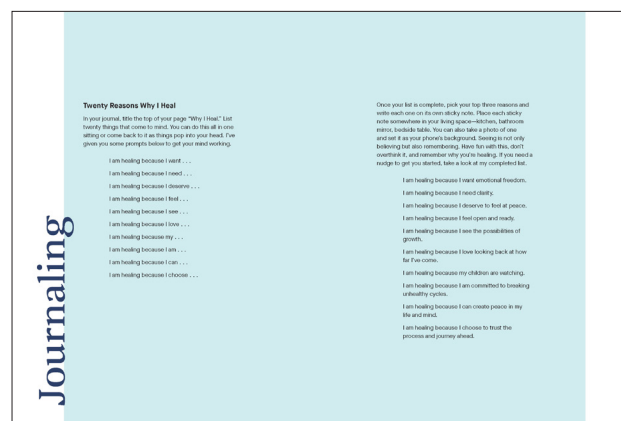 Journaling
Twenty Reasons Why I Heal
In your journal, title the top of your page "Why I Heal." List
twenty things that come to mind. You can do this all in one
sitting or come back to it as things pop into your head. I've
given you some prompts below to get your mind working.
I am healing because I want . . .
I am healing because I need . . .
I am healing because I deserve . . .
I am healing because I feel . . .
I am healing because I see . . .
I am healing because I love . . .
I am healing because my . . .
I am healing because I am . . .
I am healing because I can . . .
I am healing because I choose . . .
Once your list is complete, pick your top three reasons and
write each one on its own sticky note. Place each sticky
note somewhere in your living space—kitchen, bathroom
mirror, bedside table. You can also take a photo of one
and set it as your phone's background. Seeing is not only
believing but also remembering. Have fun with this, don't
overthink it, and remember why you're healing. If you need a
nudge to get you started, take a look at my completed list.
I am healing because I want emotional freedom.
I am healing because I need clarity.
I am healing because I deserve to feel at peace.
I am healing because I feel open and ready.
I am healing because I see the possibilities of
growth.
I am healing because I love looking back at how
far I've come.
I am healing because my children are watching.
I am healing because I am committed to breaking
unhealthy cycles.
I am healing because I can create peace in my
life and mind.
I am healing because I choose to trust the
process and journey ahead.